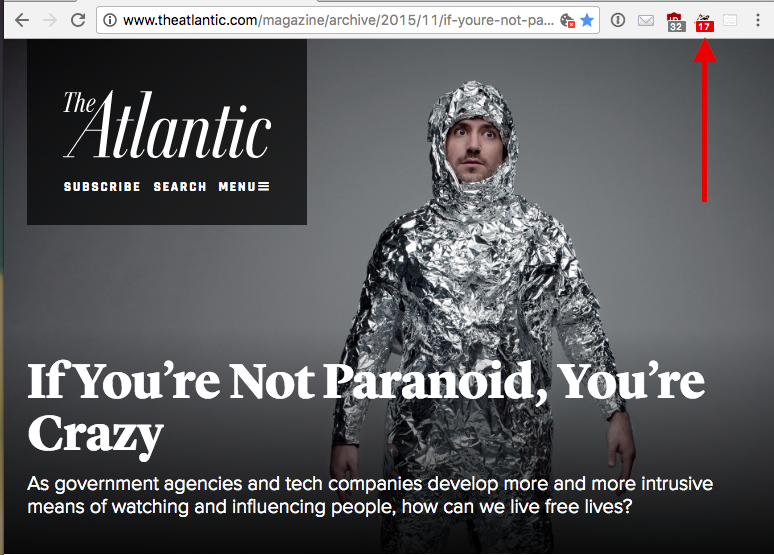 www.theatlantic.com/magazine/archive/2015/11/if-youre-not-pa...
32
17
The Atlantic
SUBSCRIBE SEARCH MENU
If You’re Not Paranoid, You’re
Crazy
As government agencies and tech companies develop more and more intrusive
means of watching and influencing people, how can we live free lives?